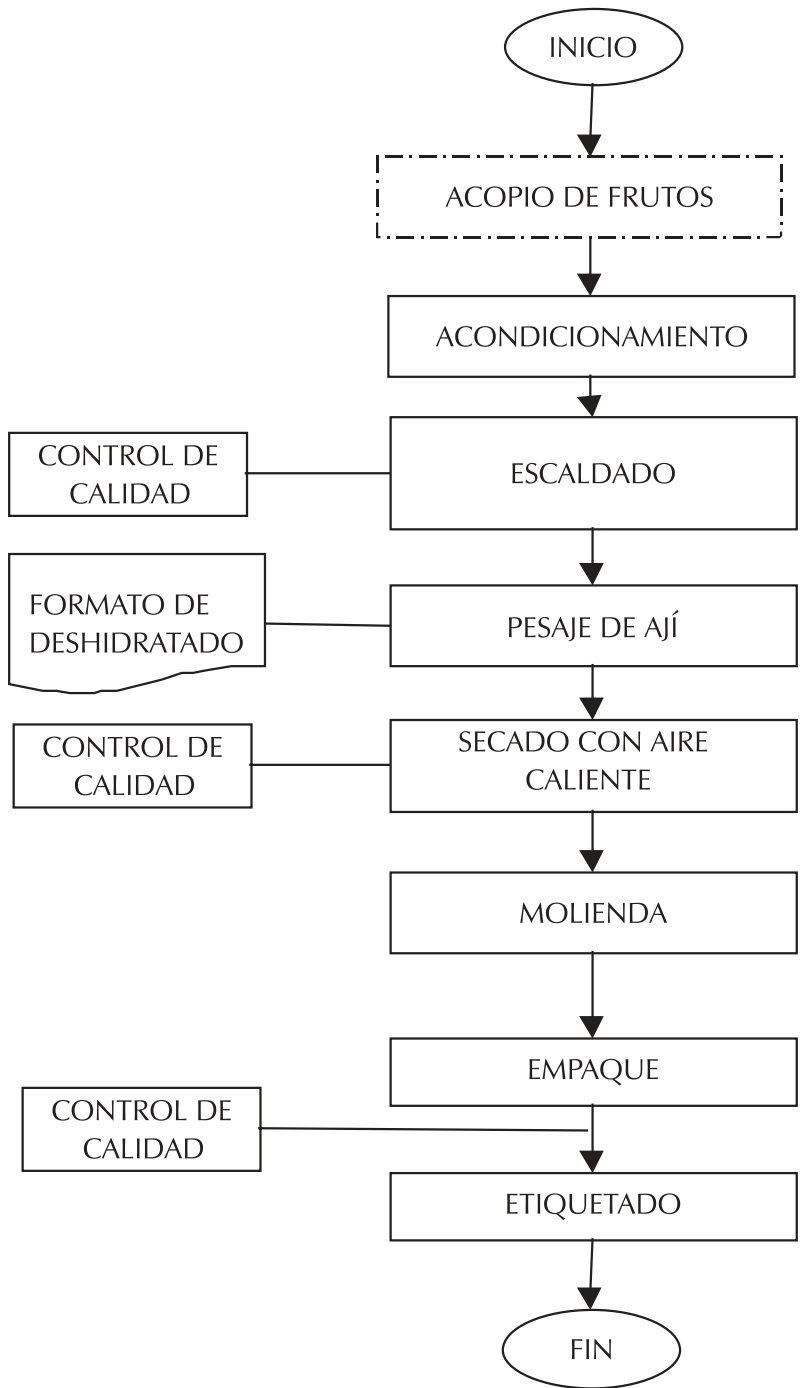 INICIO
ACOPIO DE FRUTOS
ACONDICIONAMIENTO
CONTROL DE
CALIDAD
ESCALDADO
FORMATO DE
DESHIDRATADO
PESAJE DE AJÍ
CONTROL DE
CALIDAD
SECADO CON AIRE
CALIENTE
MOLIENDA
EMPAQUE
CONTROL DE
CALIDAD
ETIQUETADO
FIN